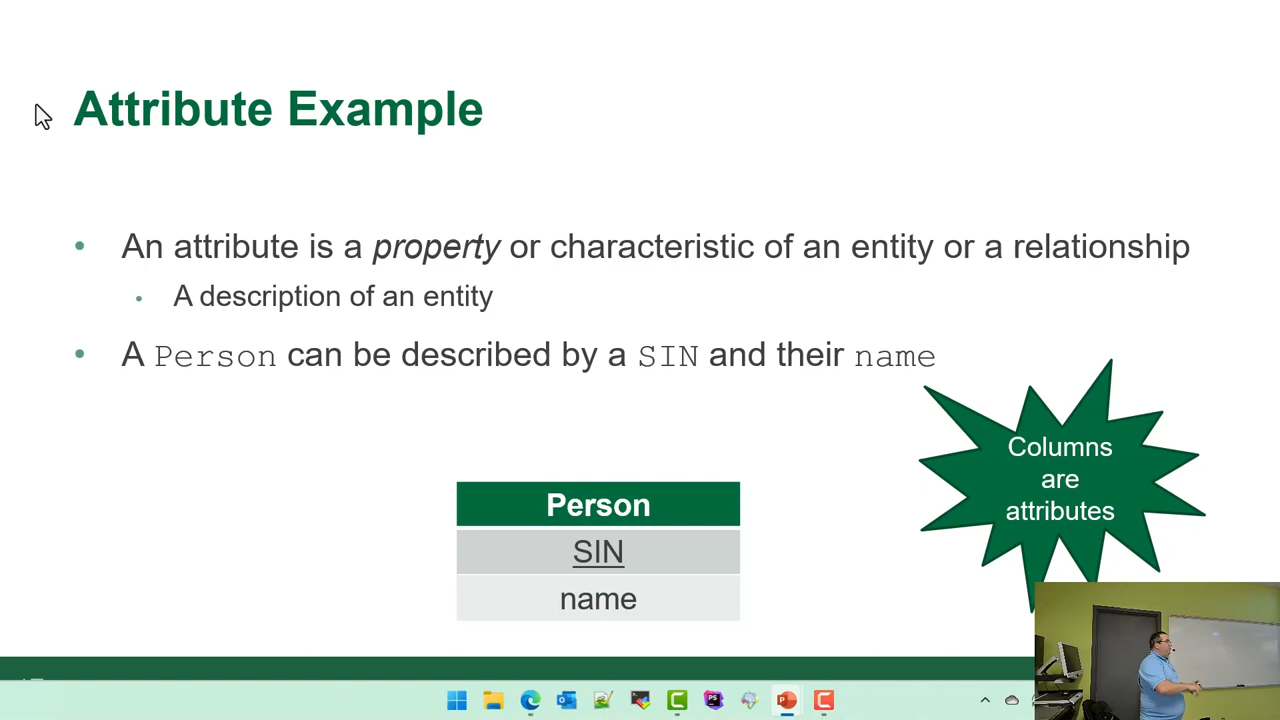 Attribute Example
• An attribute is a property or characteristic of an entity or a relationship
• A description of an entity
• A Person can be described by a SIN and their name
Columns
are
attributes
Person
SIN
name
PS